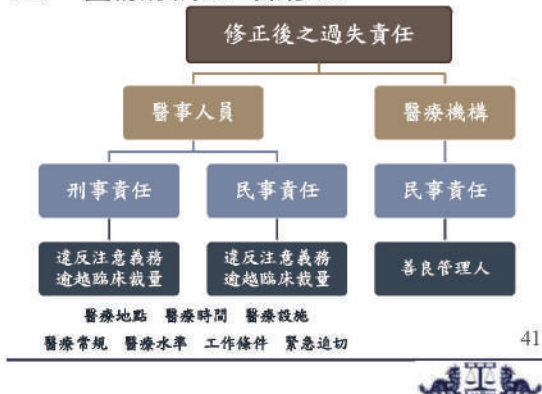 修正後之過失責任
醫事人員
醫療機構
刑事責任
民事責任
民事責任
違反注意義務
逾越臨床裁量
違反注意義務
逾越臨床裁量
善良管理人
醫療地點 醫療時間 醫療設施
醫療常規 醫療水準 工作條件 緊急迫切
41